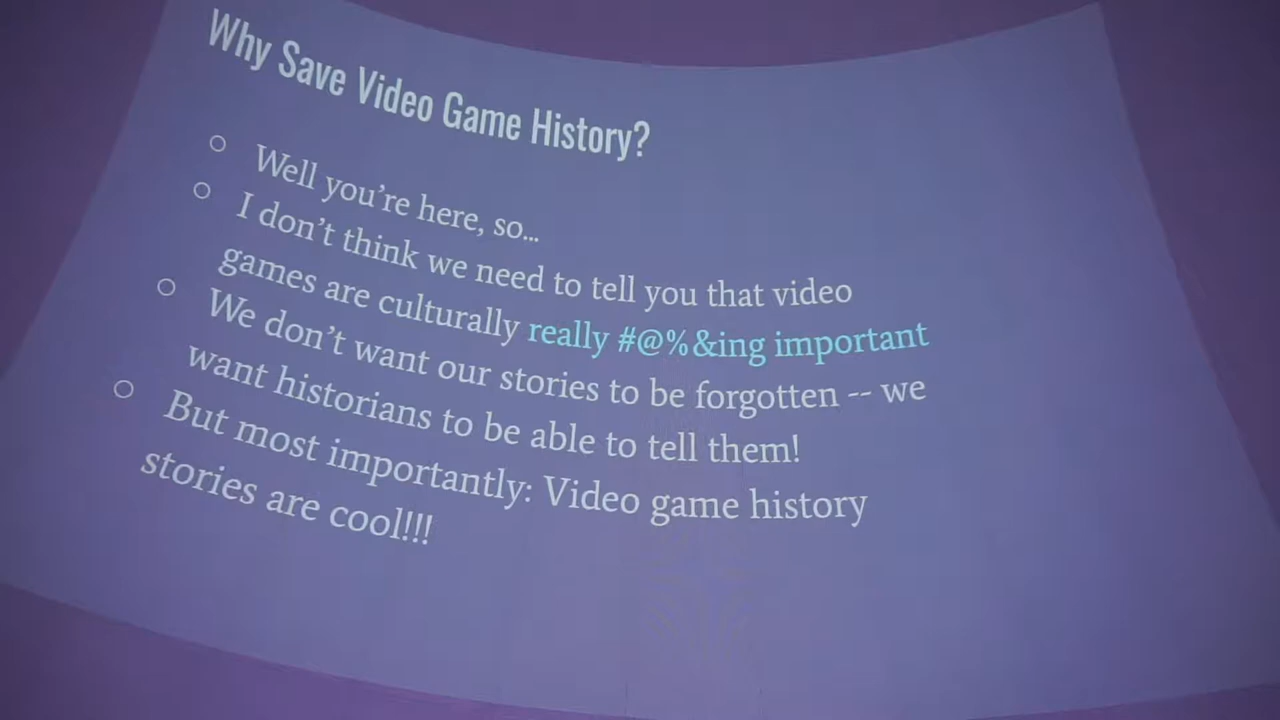 Why Save Video Game History?
○ Well you're here, so...
○ I don't think we need to tell you that video
games are culturally really #@%&ing important
○ We don't want our stories to be forgotten -- we
want historians to be able to tell them!
○ But most importantly: Video game history
stories are cool!!!